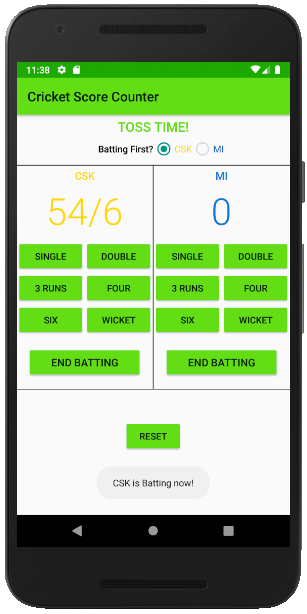 11:38
Cricket Score Counter
TOSS TIME!
Batting First? CSK MI
CSK MI
54/6 0
SINGLE DOUBLE SINGLE DOUBLE
3 RUNS FOUR 3 RUNS FOUR
SIX WICKET SIX WICKET
END BATTING END BATTING
RESET
CSK is Batting now!